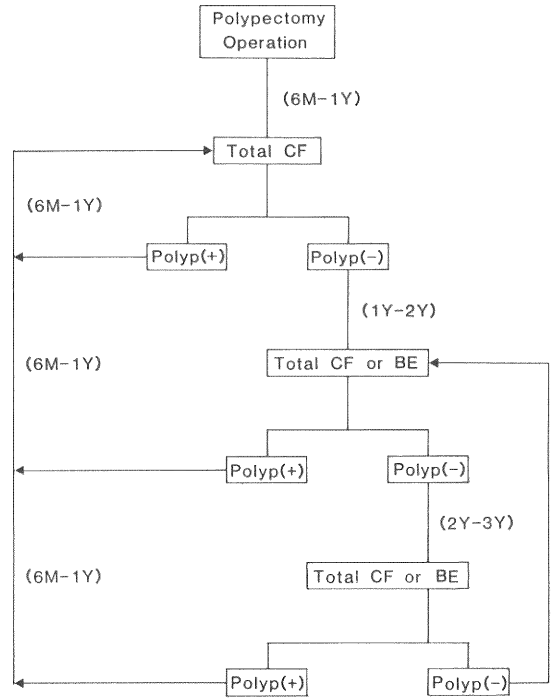 Polypectomy
Operation
(6M-1Y)
Total CF
(6M-1Y)
Polyp(+)
Polyp(-)
(1Y-2Y)
(6M-1Y)
Total CF or BE
Polyp(+)
Polyp(-)
(2Y-3Y)
(6M-1Y)
Total CF or BE
Polyp(+)
Polyp(-)